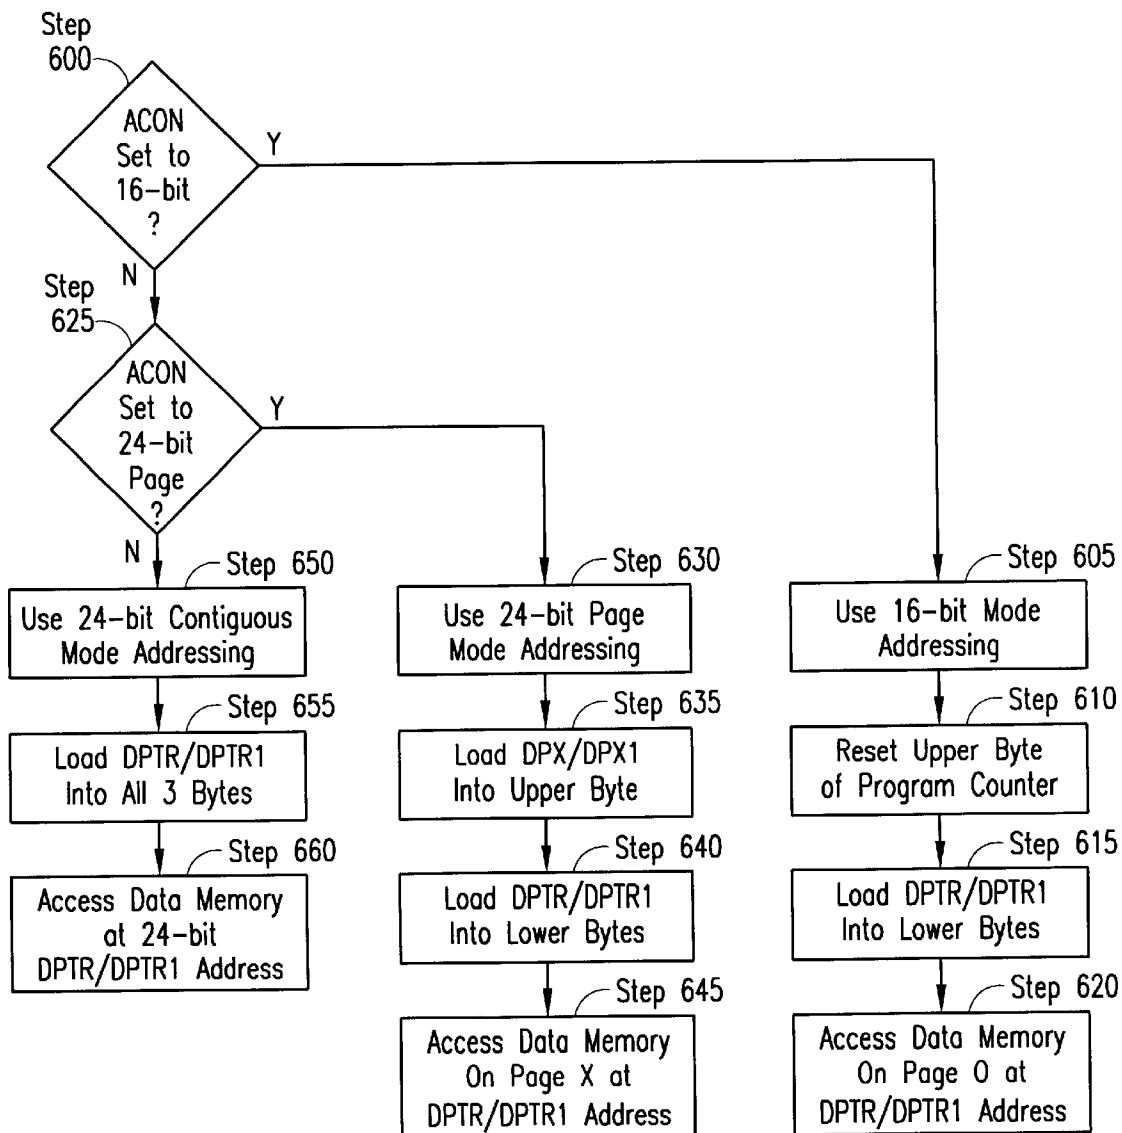 Step
600
ACON
Set to
16-bit
?
Y
N
Step
625
ACON
Set to
24-bit
Page
?
Y
N
Step 650
Use 24-bit Contiguous
Mode Addressing
Step 655
Load DPTR/DPTR1
Into All 3 Bytes
Step 660
Access Data Memory
at 24-bit
DPTR/DPTR1 Address
Step 630
Use 24-bit Page
Mode Addressing
Step 635
Load DPX/DPX1
Into Upper Byte
Step 640
Load DPTR/DPTR1
Into Lower Bytes
Step 645
Access Data Memory
On Page X at
DPTR/DPTR1 Address
Step 605
Use 16-bit Mode
Addressing
Step 610
Reset Upper Byte
of Program Counter
Step 615
Load DPTR/DPTR1
Into Lower Bytes
Step 620
Access Data Memory
On Page 0 at
DPTR/DPTR1 Address